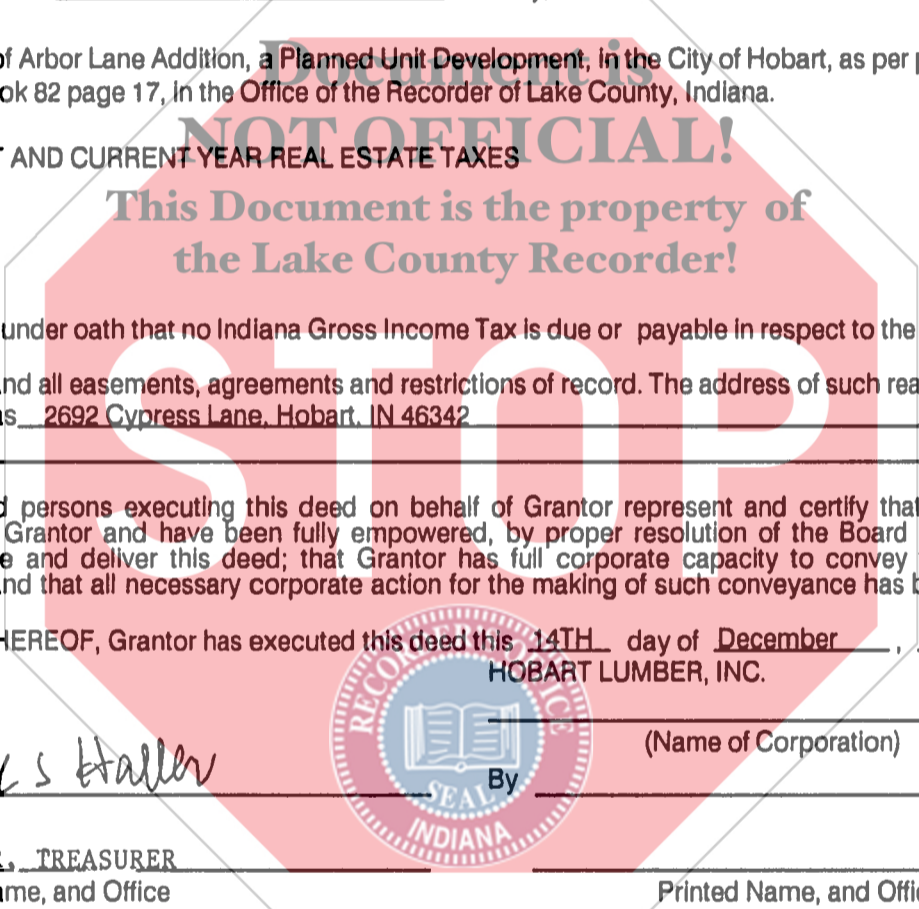 of Arbor Lane Addition, a Planned Unit Development, in the City of Hobart, as per
Document is
ok 82 page 17, in the Office of the Recorder of Lake County, Indiana.
NOT OFFICIAL!
AND CURRENT YEAR REAL ESTATE TAXES
This Document is the property of
the Lake County Recorder!
under oath that no Indiana Gross Income Tax is due or payable in respect to the
STOP
nd all easements, agreements and restrictions of record. The address of such rea
s 2692 Cypress Lane, Hobart, IN 46342
d persons executing this deed on behalf of Grantor represent and certify that
Grantor and have been fully empowered, by proper resolution of the Board
e and deliver this deed; that Grantor has full corporate capacity to convey
nd that all necessary corporate action for the making of such conveyance has b
HEREOF, Grantor has executed this deed this 14TH day of December,
HOBART LUMBER, INC.
RECORDER'S OFFICE
SEAL
INDIANA
(Name of Corporation)
S Haller
By
. TREASURER
me, and Office
Printed Name, and Offi